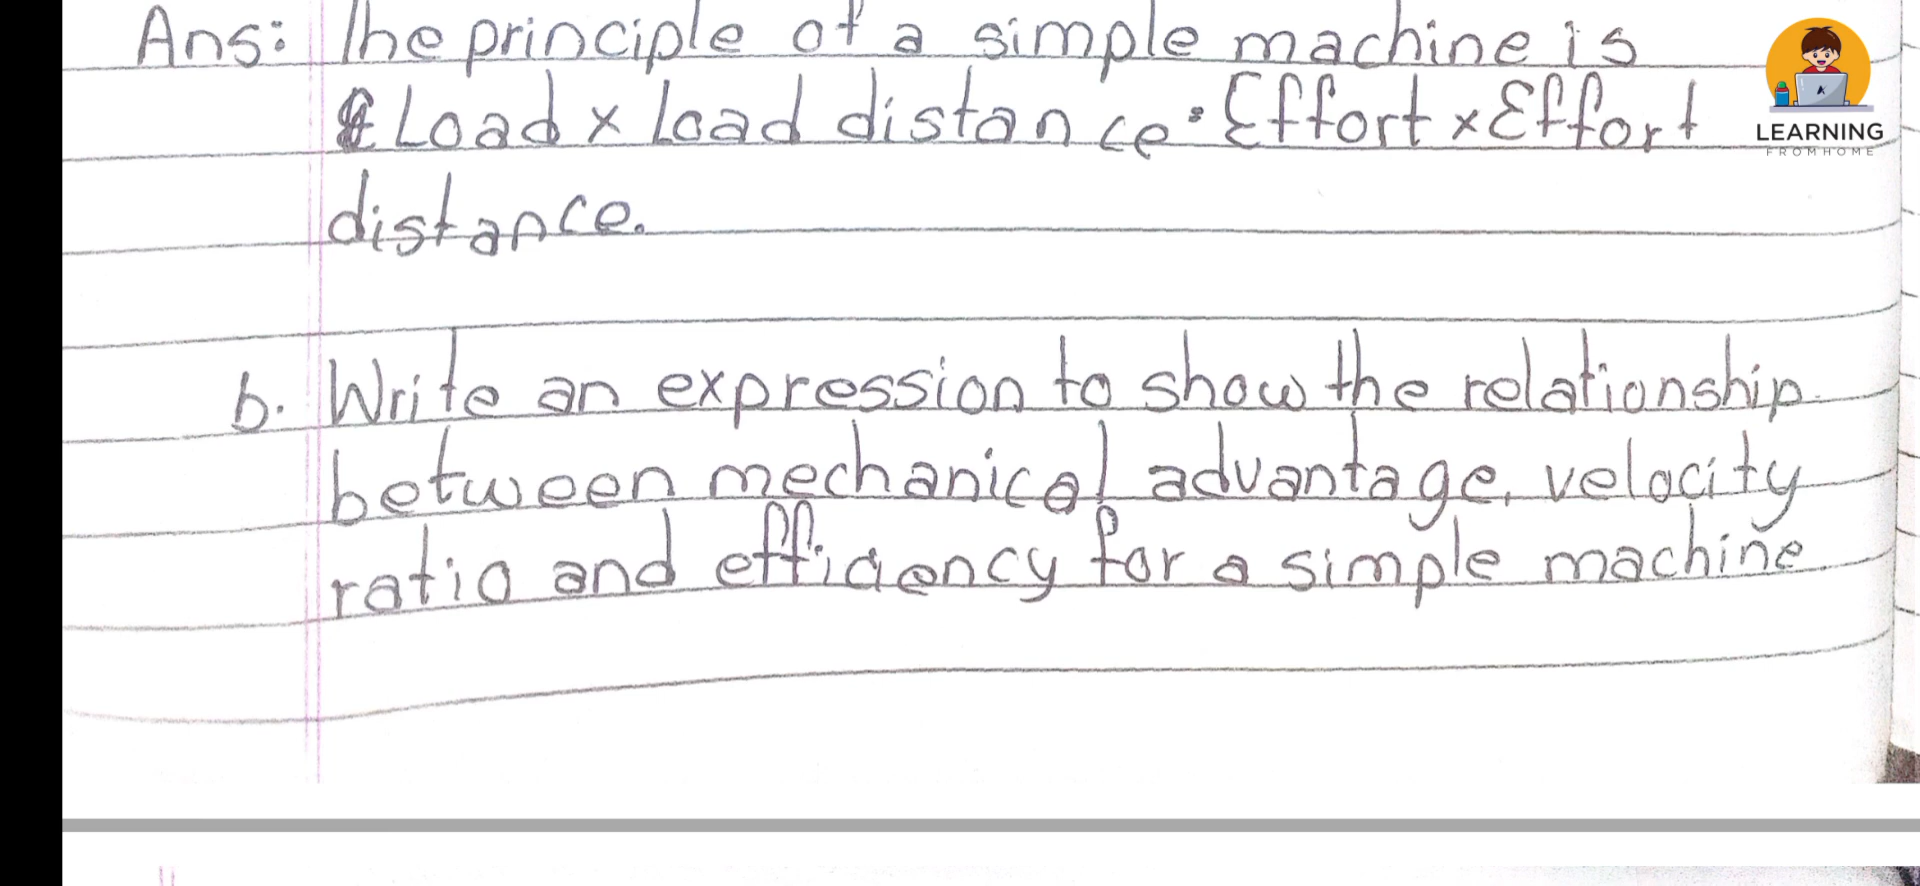 Ans: The principle of a simple machine is
Load x load distance = Effort x Effort
distance.
b. Write an expression to show the relationship
between mechanical advantage, velocity
ratio and efficiency for a simple machine
LEARNING
FROM HOME